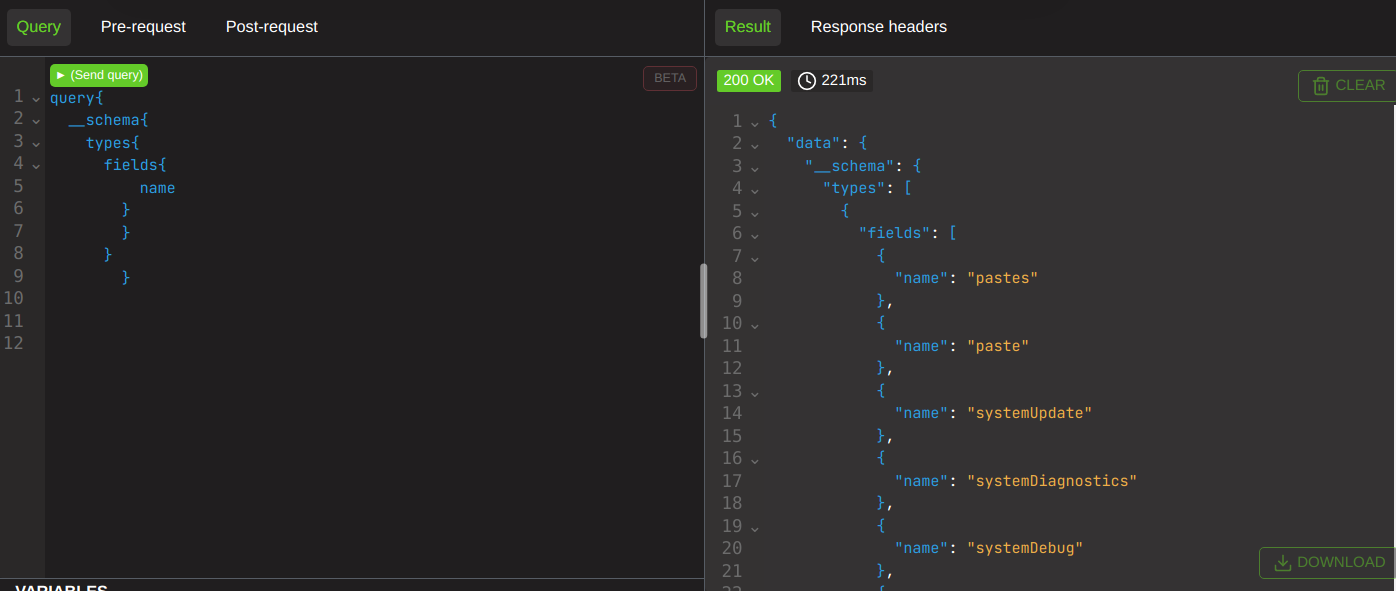 Query Pre-request Post-request
▶ (Send query)
BETA
1 query{
2 __schema{
3 types{
4 fields{
5 name
6 }
7 }
8 }
9 }
10
11
12
VARIABLES
Result Response headers
200 OK 221ms
CLEAR
1 {
2 "data": {
3 "__schema": {
4 "types": [
5 {
6 "fields": [
7 {
8 "name": "pastes"
9 },
10 {
11 "name": "paste"
12 },
13 {
14 "name": "systemUpdate"
15 },
16 {
17 "name": "systemDiagnostics"
18 },
19 {
20 "name": "systemDebug"
21 },
22 {
DOWNLOAD